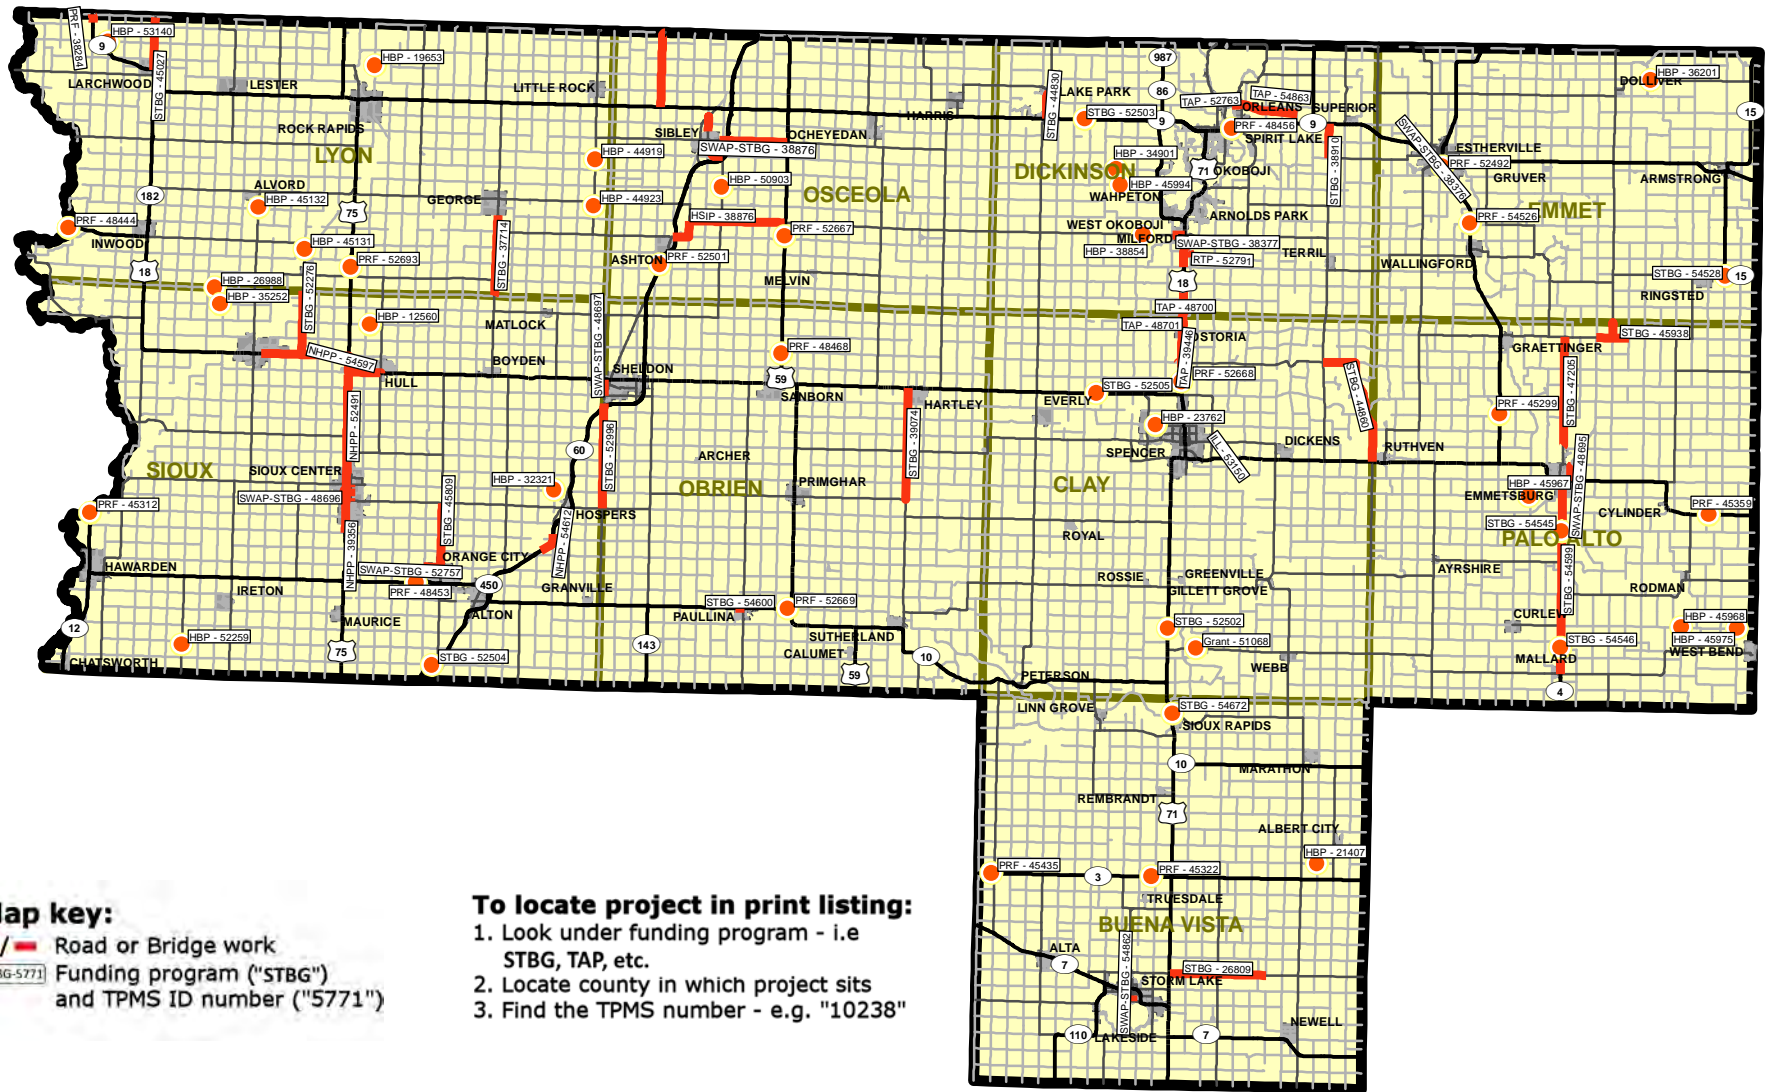 PRF - 38284
HBP - 53140
9
LARCHWOOD
STBG - 45027
LESTER
HBP - 19653
ROCK RAPIDS
LYON
LITTLE ROCK
SIBLEY
OCHEYEDAN
HARRIS
SWAP-STBG - 38876
HBP - 44919
HBP - 50903
OSCEOLA
HBP - 44923
ALVORD
HBP - 45132
182
75
GEORGE
PRF - 48444
INWOOD
HBP - 45131
PRF - 52693
STBG - 37714
HSIP - 38876
PRF - 52667
ASHTON
PRF - 52501
MELVIN
18
HBP - 26988
HBP - 35252
STBG - 52276
HBP - 12560
MATLOCK
SWAP-STBG - 48697
NHPP - 54597
HULL
BOYDEN
SHELDON
PRF - 48468
59
SANBORN
HARTLEY
STBG - 39074
NHPP - 52491
SIOUX
SIOUX CENTER
SWAP-STBG - 48696
NHPP - 39356
STBG - 45809
60
HBP - 32321
STBG - 52996
HOSPERS
NHPP - 54612
ARCHER
OBRIEN
PRIMGHAR
PRF - 45312
HAWARDEN
IRETON
ORANGE CITY
SWAP-STBG - 52757
PRF - 48453
450
ALTON
GRANVILLE
MAURICE
12
HBP - 52259
CHATSWORTH
75
STBG - 52504
143
STBG - 54600
PAULLINA
PRF - 52669
SUTHERLAND
CALUMET
59
10
987
86
LAKE PARK
STBG - 44830
STBG - 52503
9
TAP - 52763
TAP - 54863
ORLEANS
SUPERIOR
9
PRF - 48456
SPIRIT LAKE
HBP - 34901
DICKINSON
HBP - 45994
WAHPETON
71
OKOBOJI
STBG - 38910
ARNOLDS PARK
WEST OKOBOJI
MILFORD
HBP - 38854
SWAP-STBG - 38377
RTP - 52791
TERRIL
18
TAP - 48700
TAP - 48701
TAP - 39446
PRF - 52668
STBG - 52505
EVERLY
HBP - 23762
SPENCER
ILL - 53150
DICKENS
STBG - 44860
RUTHVEN
CLAY
ROYAL
ROSSIE
GREENVILLE
GILLETT GROVE
STBG - 52502
Grant - 51068
WEBB
PETERSON
DOLLIVER
HBP - 36201
15
SWAP-STBG - 38376
ESTHERVILLE
PRF - 52492
GRUVER
ARMSTRONG
PRF - 54526
EMMET
WALLINGFORD
STBG - 54528
15
RINGSTED
STBG - 45938
GRAETTINGER
STBG - 47205
PRF - 45299
SWAP-STBG - 48695
HBP - 45967
EMMETSBURG
CYLINDER
PRF - 45359
STBG - 54545
PALO ALTO
AYRSHIRE
STBG - 54599
RODMAN
CURLEW
HBP - 45968
HBP - 45975
WEST BEND
STBG - 54546
MALLARD
4
LINN GROVE
STBG - 54672
SIOUX RAPIDS
10
MARATHON
REMBRANDT
71
ALBERT CITY
HBP - 21407
PRF - 45435
3
PRF - 45322
TRUESDALE
BUENA VISTA
ALTA
7
SWAP-STBG - 54862
STBG - 26809
STORM LAKE
110
LAKESIDE
7
NEWELL
Map key:
/ Road or Bridge work
BG-5771 Funding program ("STBG")
and TPMS ID number ("5771")
To locate project in print listing:
1. Look under funding program - i.e
STBG, TAP, etc.
2. Locate county in which project sits
3. Find the TPMS number - e.g. "10238"